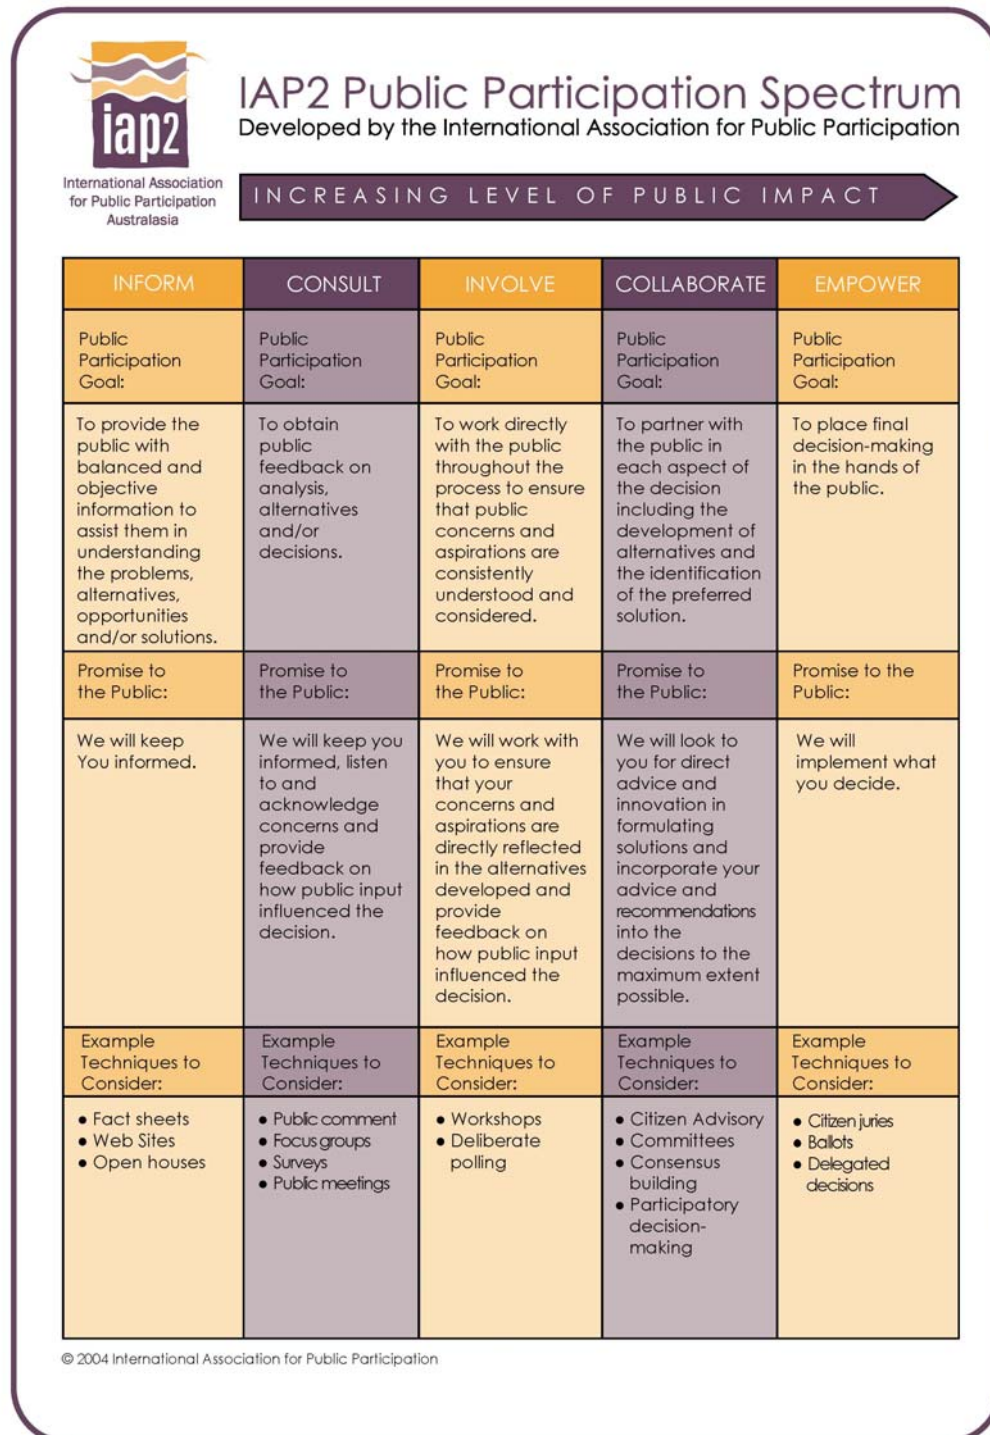 iap2
International Association
for Public Participation
Australasia
IAP2 Public Participation Spectrum
Developed by the International Association for Public Participation
INCREASING LEVEL OF PUBLIC IMPACT
INFORM
Public
Participation
Goal:
To provide the
public with
balanced and
objective
information to
assist them in
understanding
the problems,
alternatives,
opportunities
and/or solutions.
Promise to
the Public:
We will keep
You informed.
Example
Techniques to
Consider:
● Fact sheets
● Web Sites
● Open houses
CONSULT
Public
Participation
Goal:
To obtain
public
feedback on
analysis,
alternatives
and/or
decisions.
Promise to
the Public:
We will keep you
informed, listen
to and
acknowledge
concerns and
provide
feedback on
how public input
influenced the
decision.
Example
Techniques to
Consider:
● Public comment
● Focus groups
● Surveys
● Public meetings
INVOLVE
Public
Participation
Goal:
To work directly
with the public
throughout the
process to ensure
that public
concerns and
aspirations are
consistently
understood and
considered.
Promise to
the Public:
We will work with
you to ensure
that your
concerns and
aspirations are
directly reflected
in the alternatives
developed and
provide
feedback on
how public input
influenced the
decision.
Example
Techniques to
Consider:
● Workshops
● Deliberate
polling
COLLABORATE
Public
Participation
Goal:
To partner with
the public in
each aspect of
the decision
including the
development of
alternatives and
the identification
of the preferred
solution.
Promise to
the Public:
We will look to
you for direct
advice and
innovation in
formulating
solutions and
incorporate your
advice and
recommendations
into the
decisions to the
maximum extent
possible.
Example
Techniques to
Consider:
● Citizen Advisory
● Committees
● Consensus
building
● Participatory
decision-
making
EMPOWER
Public
Participation
Goal:
To place final
decision-making
in the hands of
the public.
Promise to the
Public:
We will
implement what
you decide.
Example
Techniques to
Consider:
● Citizen juries
● Ballots
● Delegated
decisions
© 2004 International Association for Public Participation